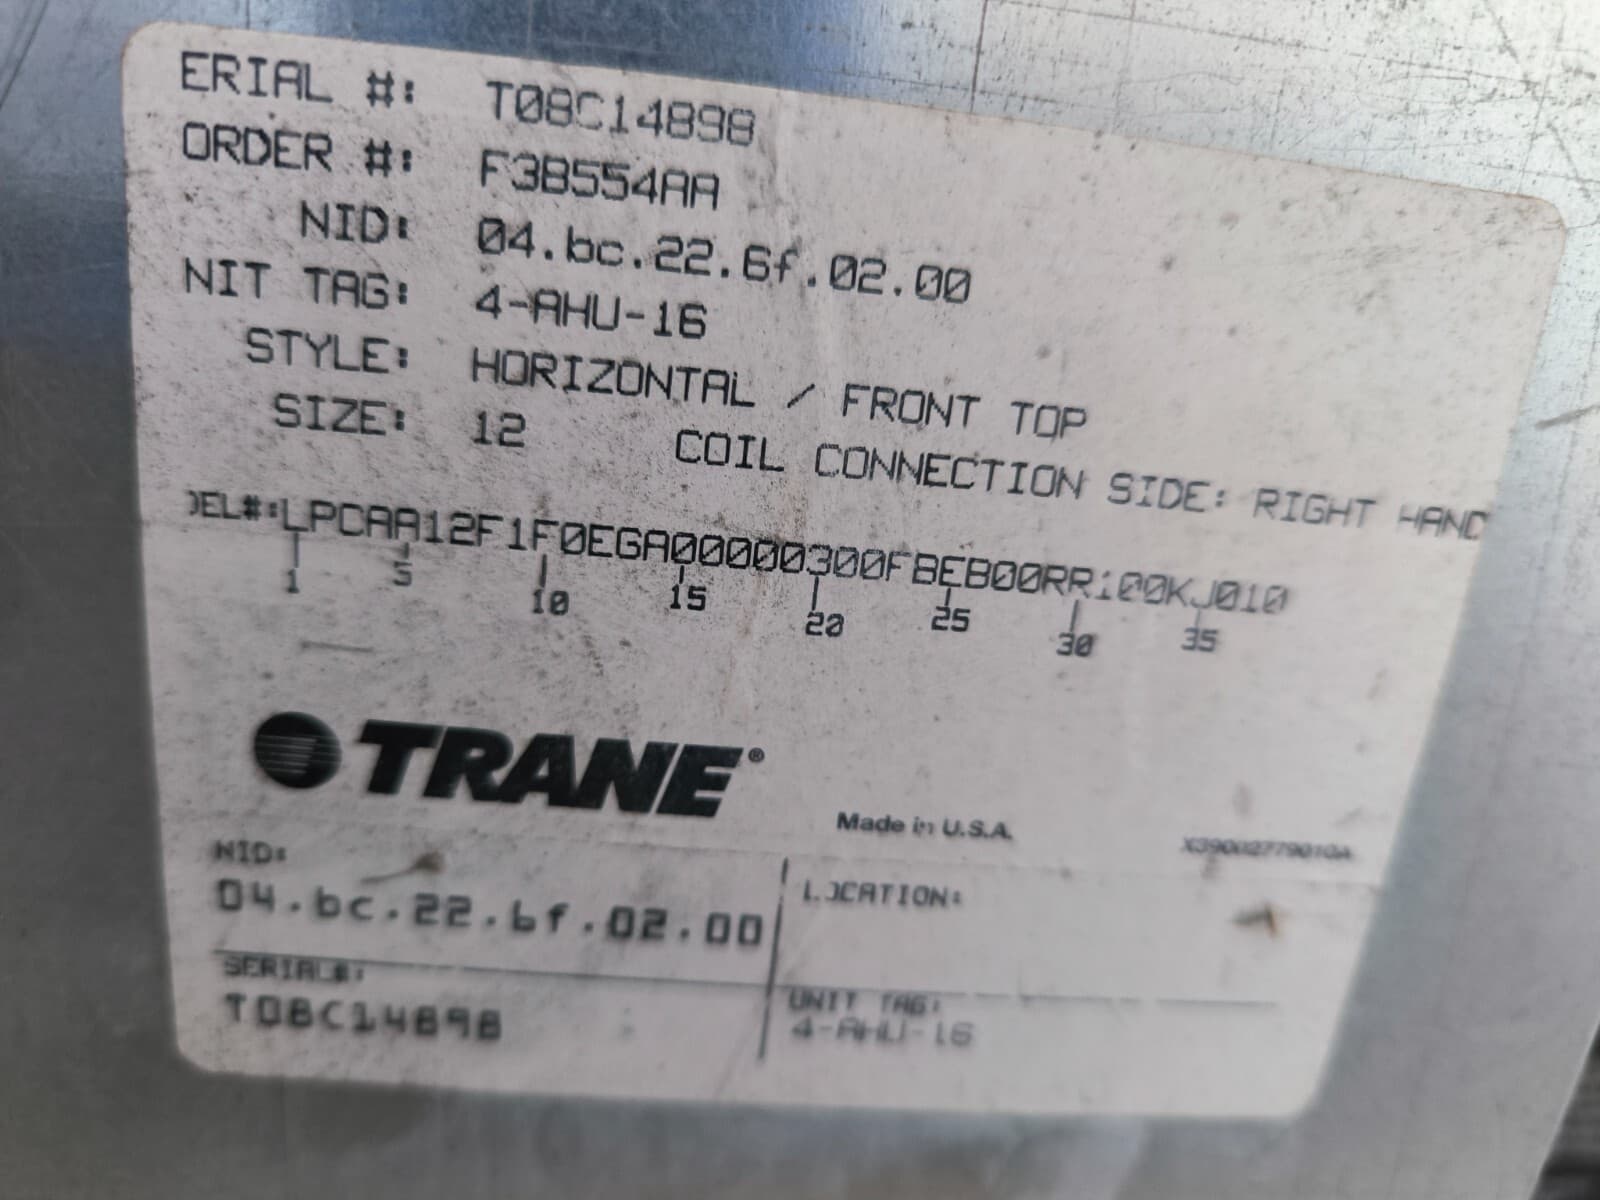 ERIAL #: T08C14898
ORDER #: F3B554AA
NID: 04.bc.22.6f.02.00
NIT TAG: 4-AHU-16
STYLE: HORIZONTAL / FRONT TOP
SIZE: 12 COIL CONNECTION SIDE: RIGHT HAND
DEL#:LPCAA12F1F0EGA00000300FBEB00RR100KJ010
1 5 10 15 20 25 30 35
TRANE®
Made in U.S.A.
X39002779010A
NID:
04.bc.22.6f.02.00
LOCATION:
SERIAL#:
T08C14898
UNIT TAG:
4-AHU-16